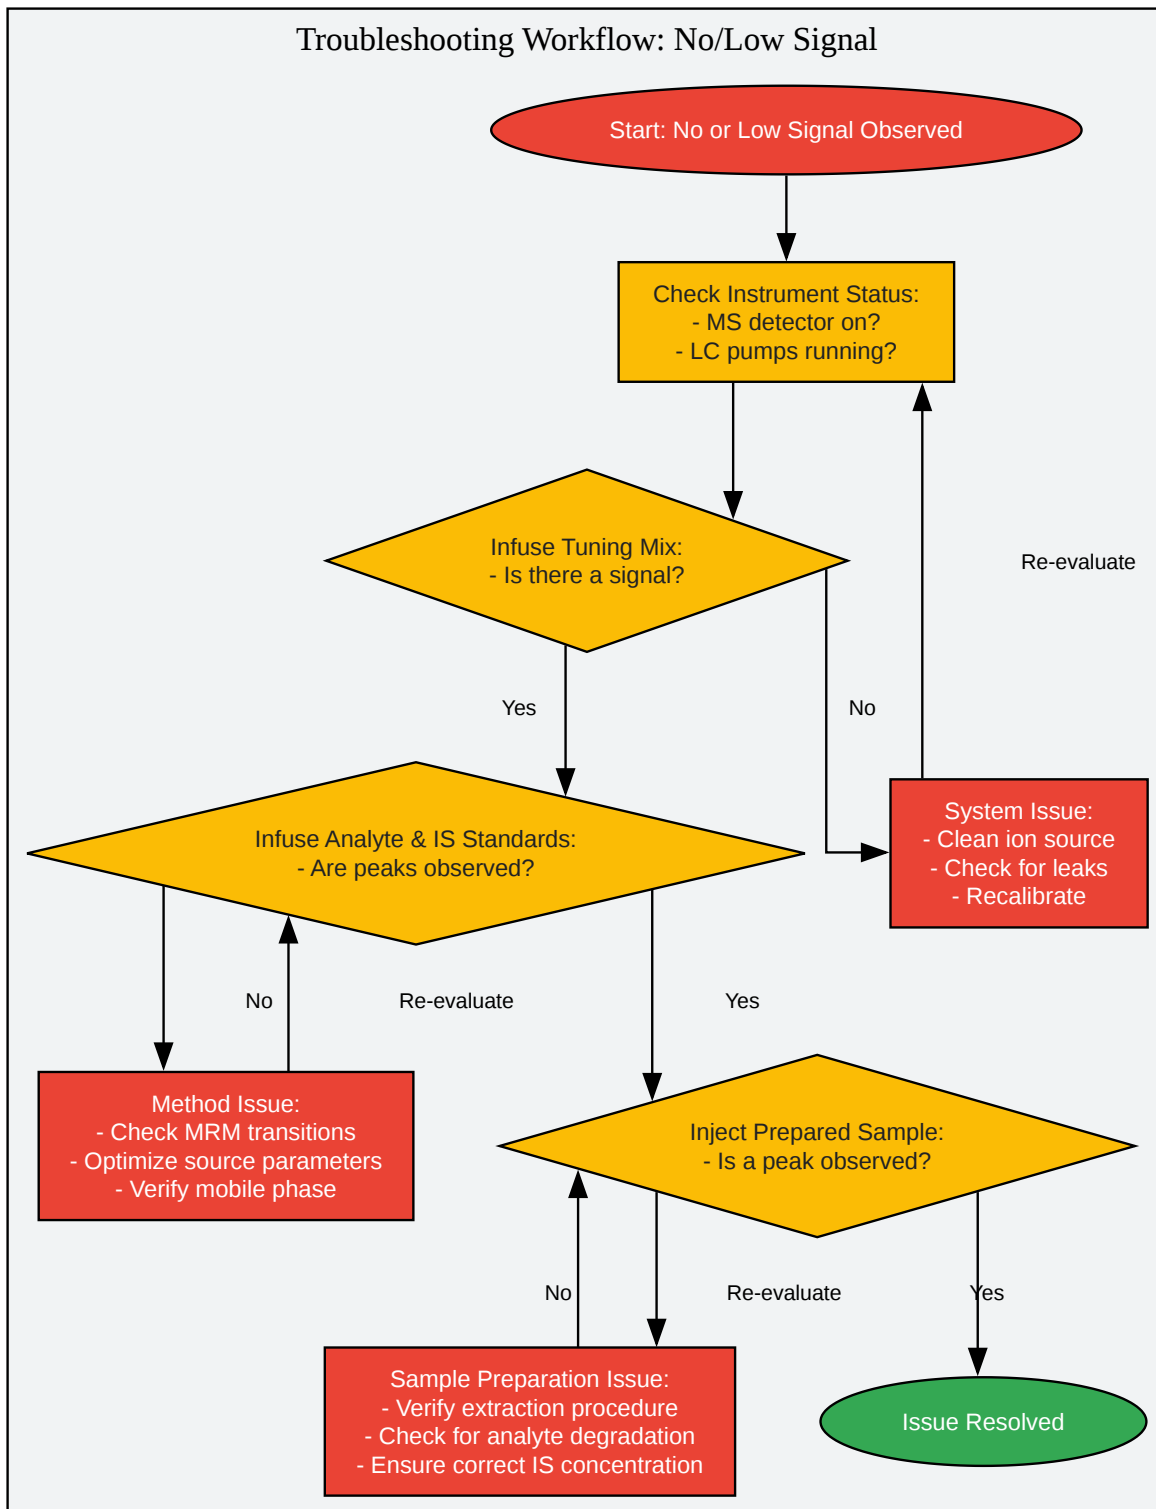 Troubleshooting Workflow: No/Low Signal
Start: No or Low Signal Observed
Check Instrument Status:
- MS detector on?
- LC pumps running?
Infuse Tuning Mix:
- Is there a signal?
Re-evaluate
Yes
No
Infuse Analyte & IS Standards:
- Are peaks observed?
System Issue:
- Clean ion source
- Check for leaks
- Recalibrate
No
Re-evaluate
Yes
Method Issue:
- Check MRM transitions
- Optimize source parameters
- Verify mobile phase
Inject Prepared Sample:
- Is a peak observed?
No
Re-evaluate
Yes
Sample Preparation Issue:
- Verify extraction procedure
- Check for analyte degradation
- Ensure correct IS concentration
Issue Resolved